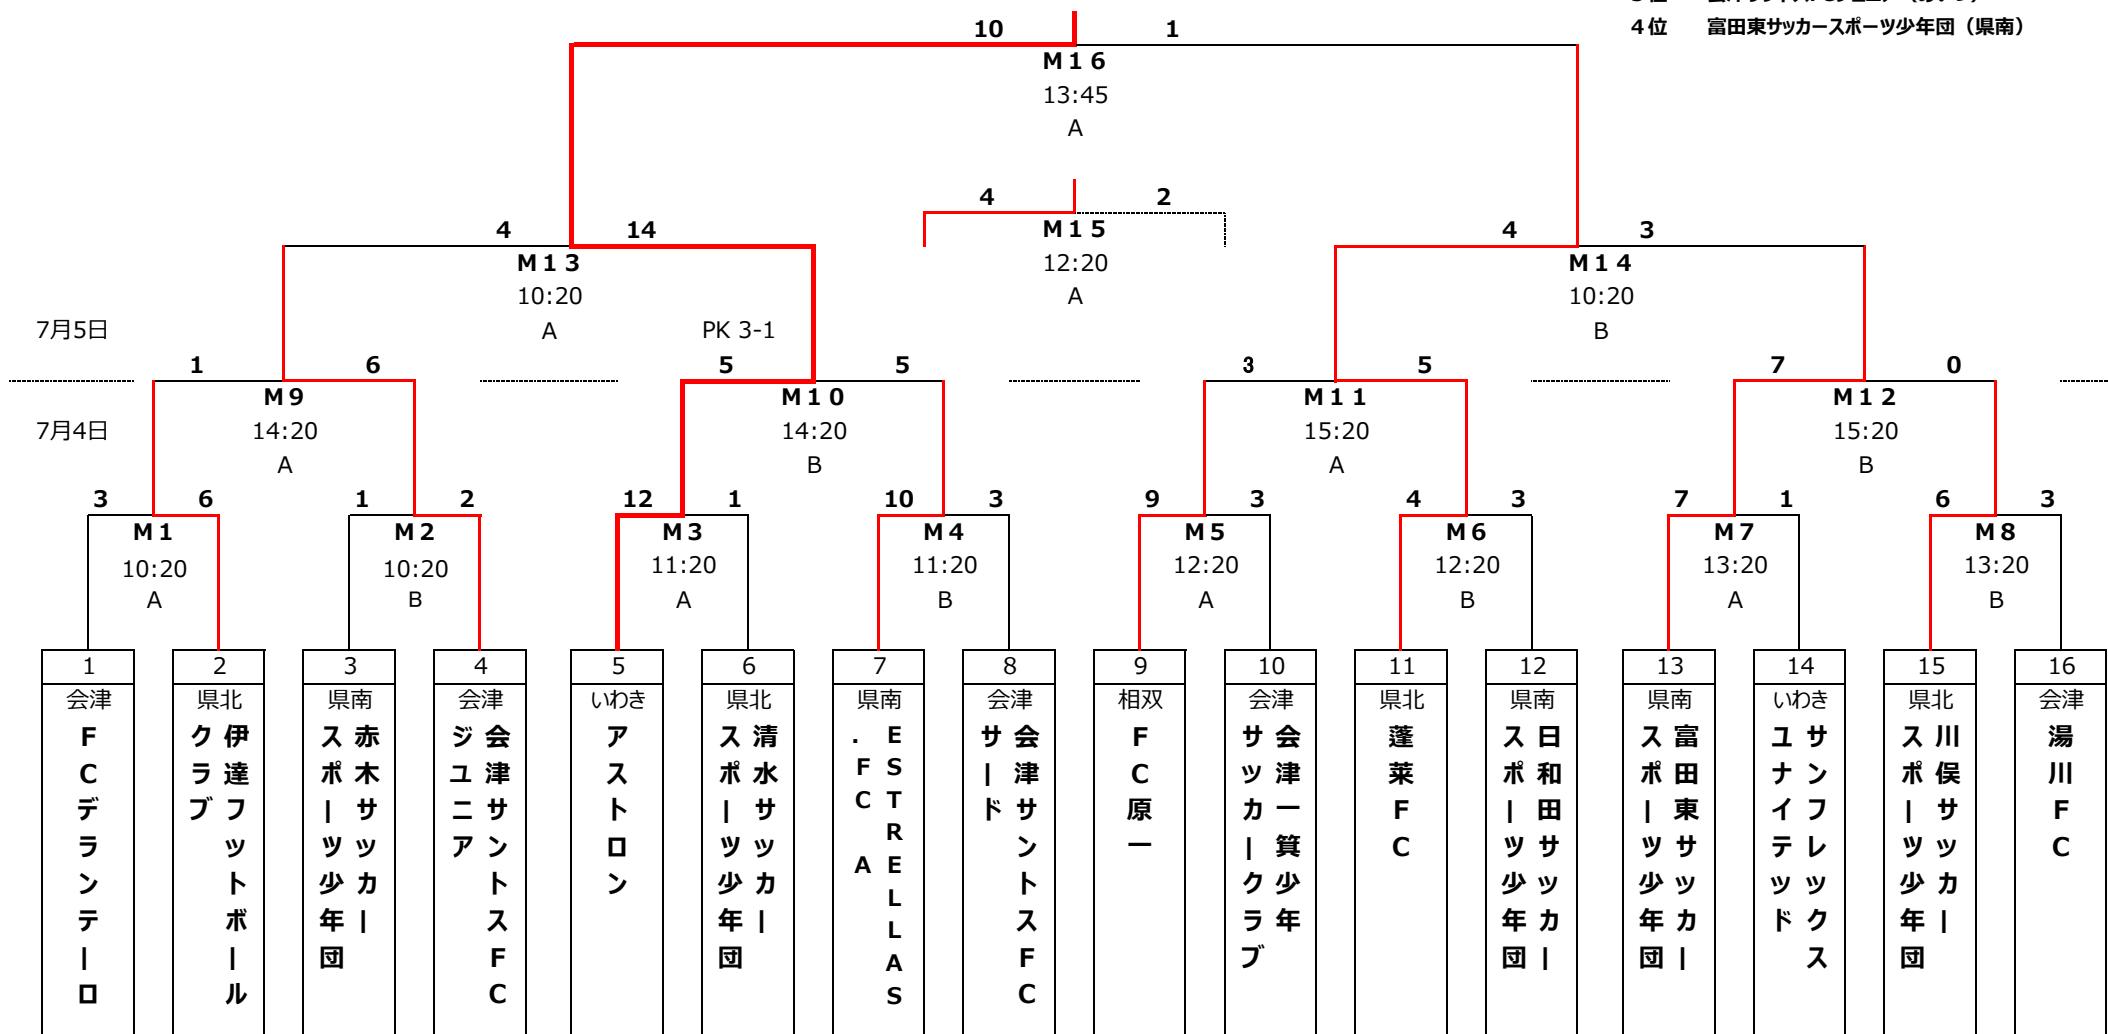 4位 富田東サッカースポーツ少年団（県南）
10 1
M16
13:45
A
4 2
M15
12:20
A
4 14
M13
10:20
A
4 3
M14
10:20
B
7月5日
PK 3-1
1 6
M9
14:20
A
5 5
M10
14:20
B
3 5
M11
15:20
A
7 0
M12
15:20
B
7月4日
3 6
M1
10:20
A
1 2
M2
10:20
B
12 1
M3
11:20
A
10 3
M4
11:20
B
9 3
M5
12:20
A
4 3
M6
12:20
B
7 1
M7
13:20
A
6 3
M8
13:20
B
1
会津
FCデランテーロ
2
県北
伊達フットボール
クラブ
3
県南
赤木サッカー
スポーツ少年団
4
会津
会津サントスFC
ジユニア
5
いわき
アストロン
6
県北
清水サッカー
スポーツ少年団
7
県南
ESTRELLAS
.FC A
8
会津
会津サントスFC
サード
9
相双
FC原一
10
会津
会津一箕少年
サッカークラブ
11
県北
蓬莱FC
12
県南
日和田サッカー
スポーツ少年団
13
県南
富田東サッカー
スポーツ少年団
14
いわき
サンフレックス
ユナイテッド
15
県北
川俣サッカー
スポーツ少年団
16
会津
湯川FC